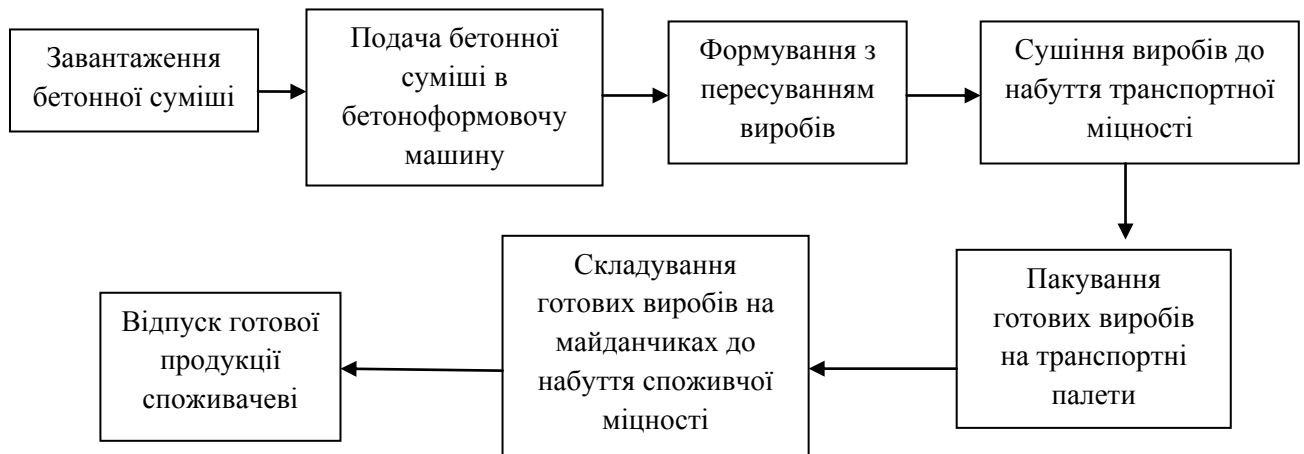 Завантаження
бетонної суміші
Подача бетонної
суміші в
бетоноформовочу
машину
Формування з
пересуванням
виробів
Сушіння виробів до
набуття транспортної
міцності
Пакування
готових виробів
на транспортні
палети
Складування
готових виробів на
майданчиках до
набуття споживчої
міцності
Відпуск готової
продукції
споживачеві